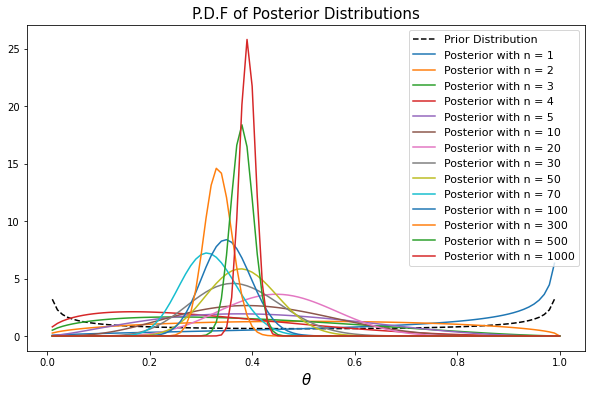 P.D.F of Posterior Distributions
Prior Distribution
Posterior with n = 1
Posterior with n = 2
Posterior with n = 3
Posterior with n = 4
Posterior with n = 5
Posterior with n = 10
Posterior with n = 20
Posterior with n = 30
Posterior with n = 50
Posterior with n = 70
Posterior with n = 100
Posterior with n = 300
Posterior with n = 500
Posterior with n = 1000
25
20
15
10
5
0
0.0 0.2 0.4 0.6 0.8 1.0
θ